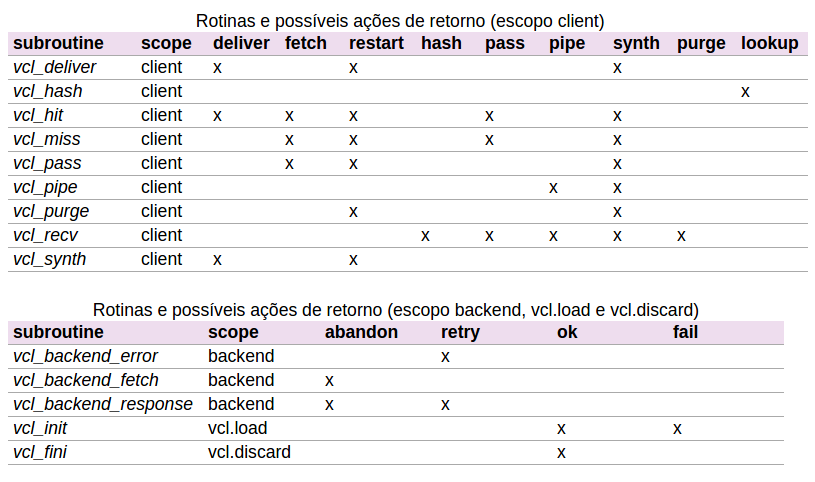 Rotinas e possíveis ações de retorno (escopo client)
subroutine scope deliver fetch restart hash pass pipe synth purge lookup
vcl_deliver client x x x
vcl_hash client x
vcl_hit client x x x x x
vcl_miss client x x x x
vcl_pass client x x x
vcl_pipe client x x
vcl_purge client x x
vcl_recv client x x x x x
vcl_synth client x x
Rotinas e possíveis ações de retorno (escopo backend, vcl.load e vcl.discard)
subroutine scope abandon retry ok fail
vcl_backend_error backend x
vcl_backend_fetch backend x
vcl_backend_response backend x x
vcl_init vcl.load x x
vcl_fini vcl.discard x